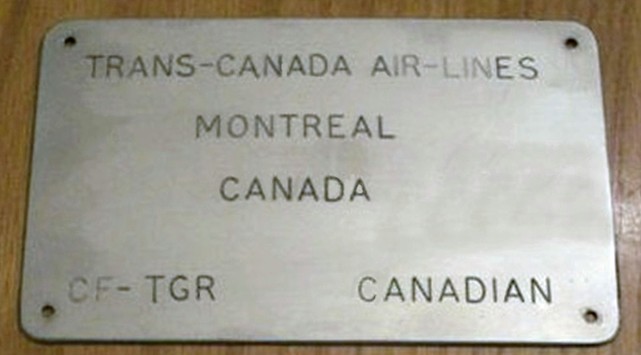 TRANS-CANADA AIR-LINES
MONTREAL
CANADA
CF-TGR CANADIAN